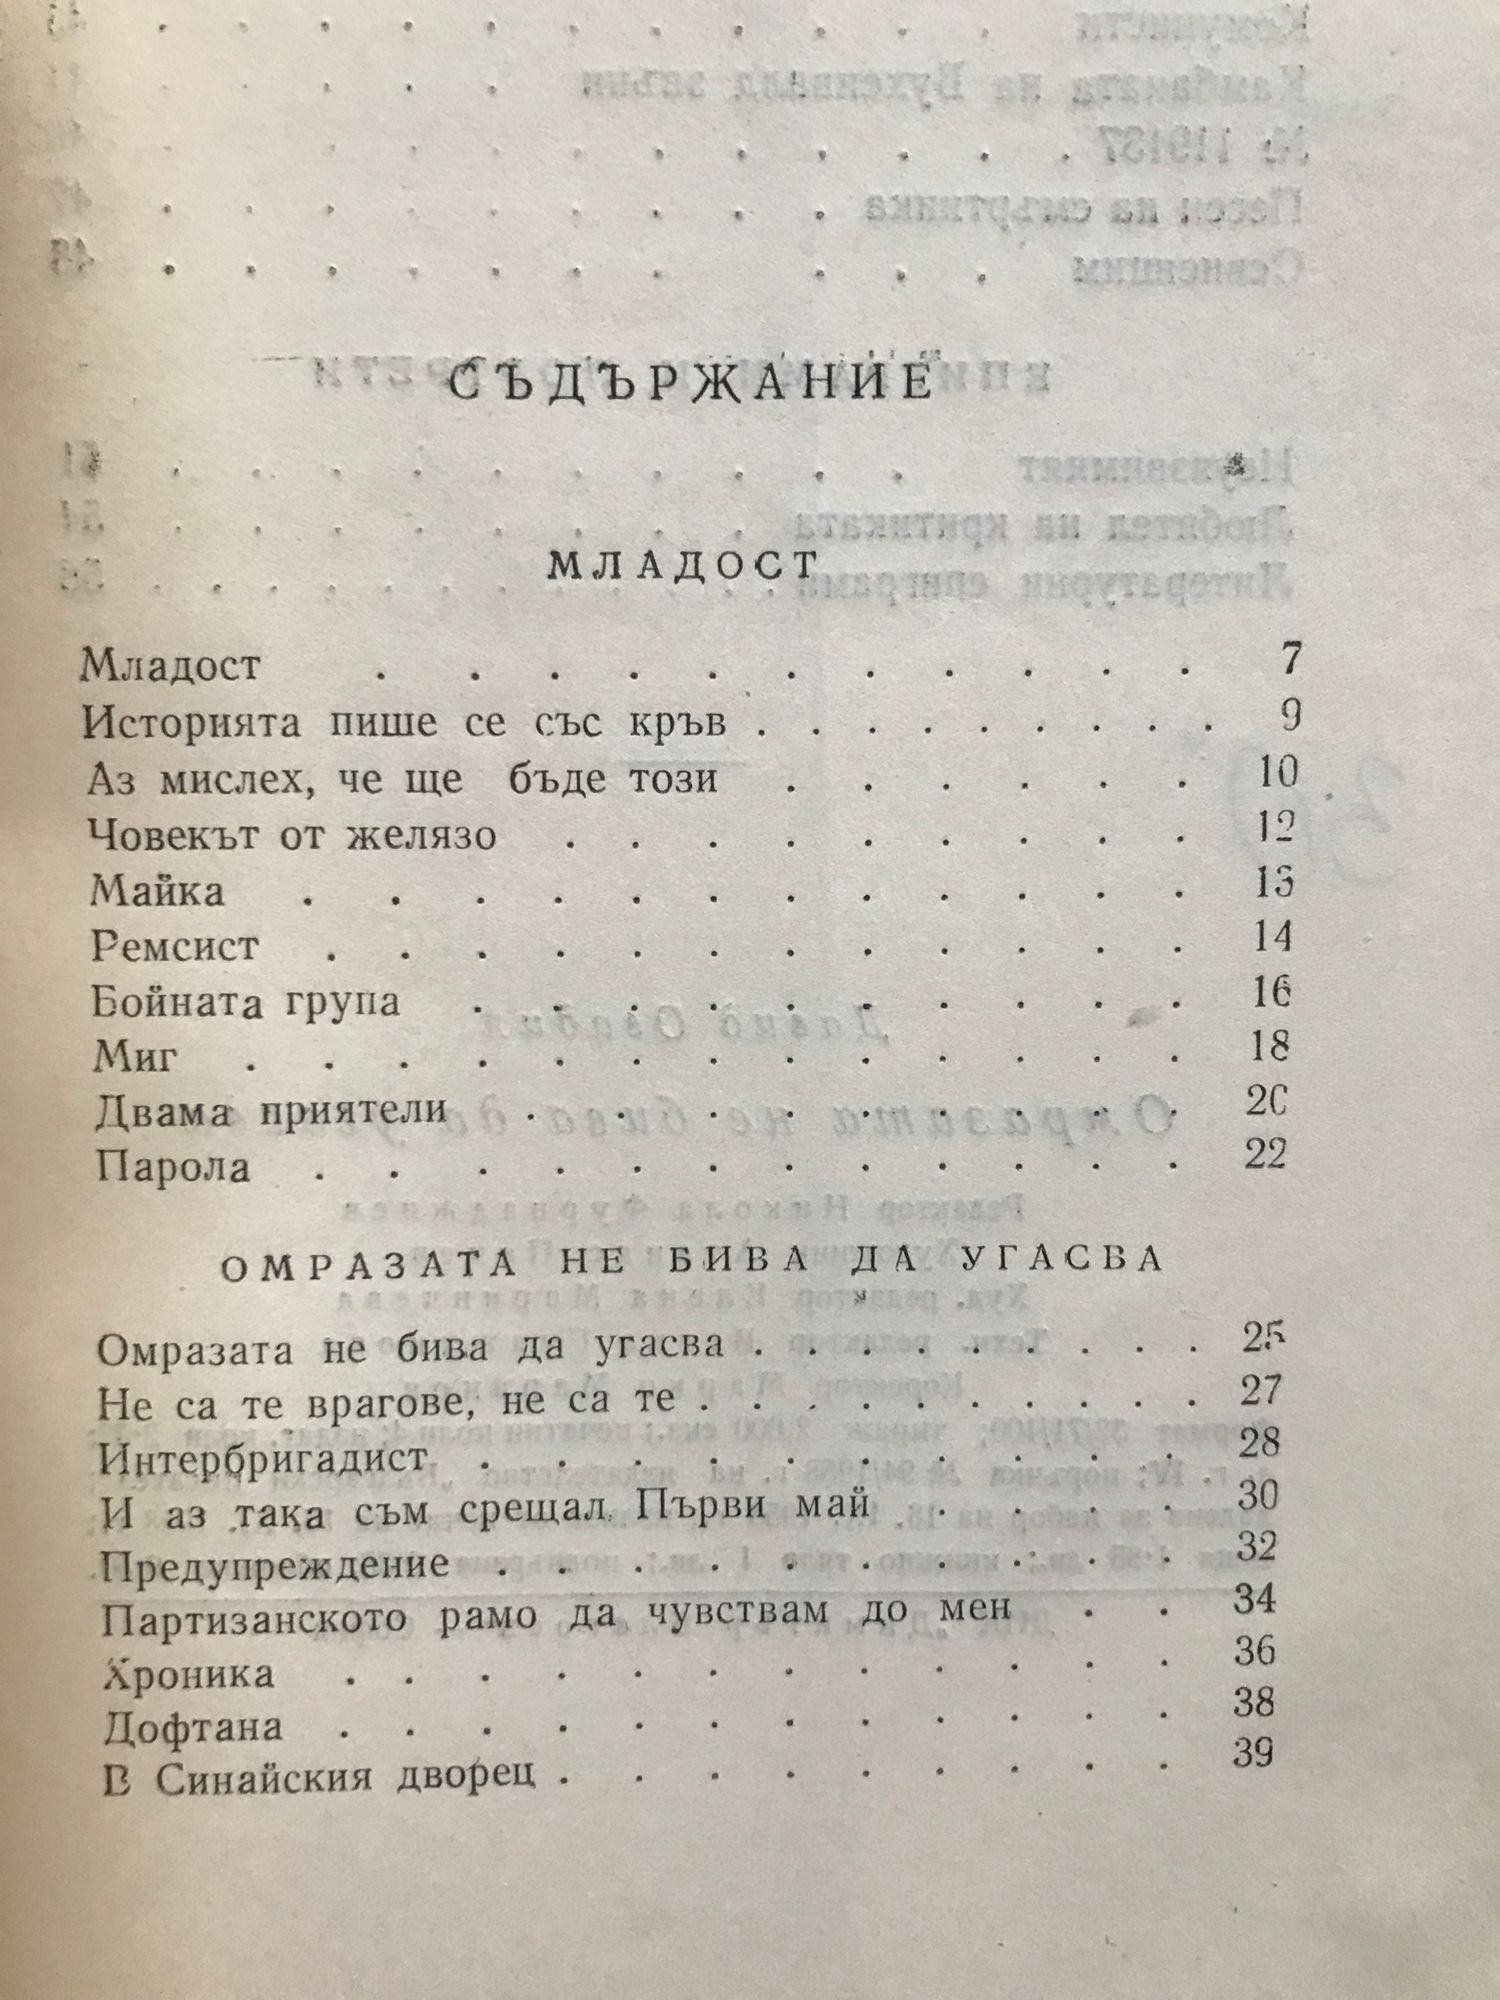 СЪДЪРЖАНИЕ
МЛАДОСТ
Младост . . . . . . . . . . . 7
Историята пише се със кръв . . . . . . . . . 9
Аз мислех, че ще бъде този . . . . . . 10
Човекът от желязо . . . . . . . . . 12
Майка . . . . . . . . . . . . 13
Ремсист . . . . . . . . . . . . 14
Бойната група . . . . . . . . . . 16
Миг . . . . . . . . . . . . . 18
Двама приятели . . . . . . . . . 20
Парола . . . . . . . . . . . . 22
ОМРАЗАТА НЕ БИВА ДА УГАСВА
Омразата не бива да угасва . . . . . . . . . 25
Не са те врагове, не са те . . . . . . . . . . 27
Интербригадист . . . . . . . . . . 28
И аз така съм срещал Първи май . . . . 30
Предупреждение . . . . . . . . . . 32
Партизанското рамо да чувствам до мен . . 34
Хроника . . . . . . . . . . . . 36
Дофтана . . . . . . . . . . . . 38
В Синайския дворец . . . . . . . . . 39